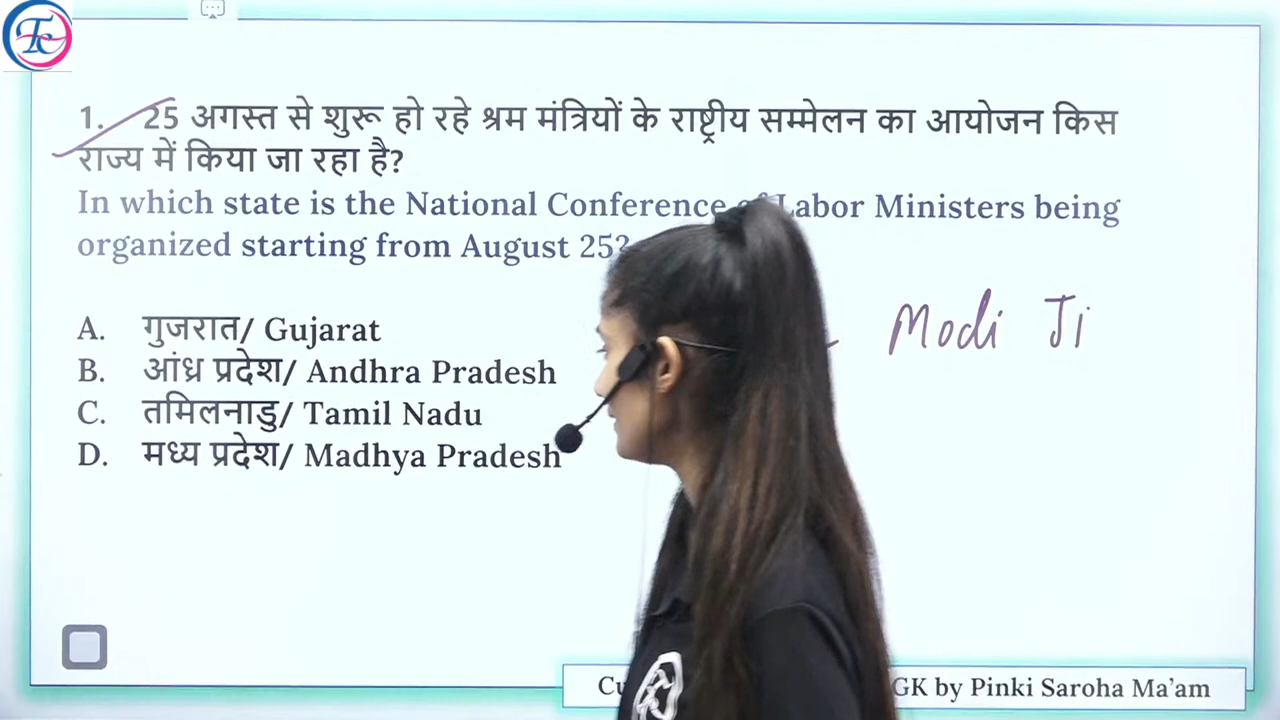 1. 25 अगस्त से शुरू हो रहे श्रम मंत्रियों के राष्ट्रीय सम्मेलन का आयोजन किस
राज्य में किया जा रहा है?
In which state is the National Conference of Labor Ministers being
organized starting from August 25?
A. गुजरात/ Gujarat
Modi Ji
B. आंध्र प्रदेश/ Andhra Pradesh
C. तमिलनाडु/ Tamil Nadu
D. मध्य प्रदेश/ Madhya Pradesh
GK by Pinki Saroha Ma’am